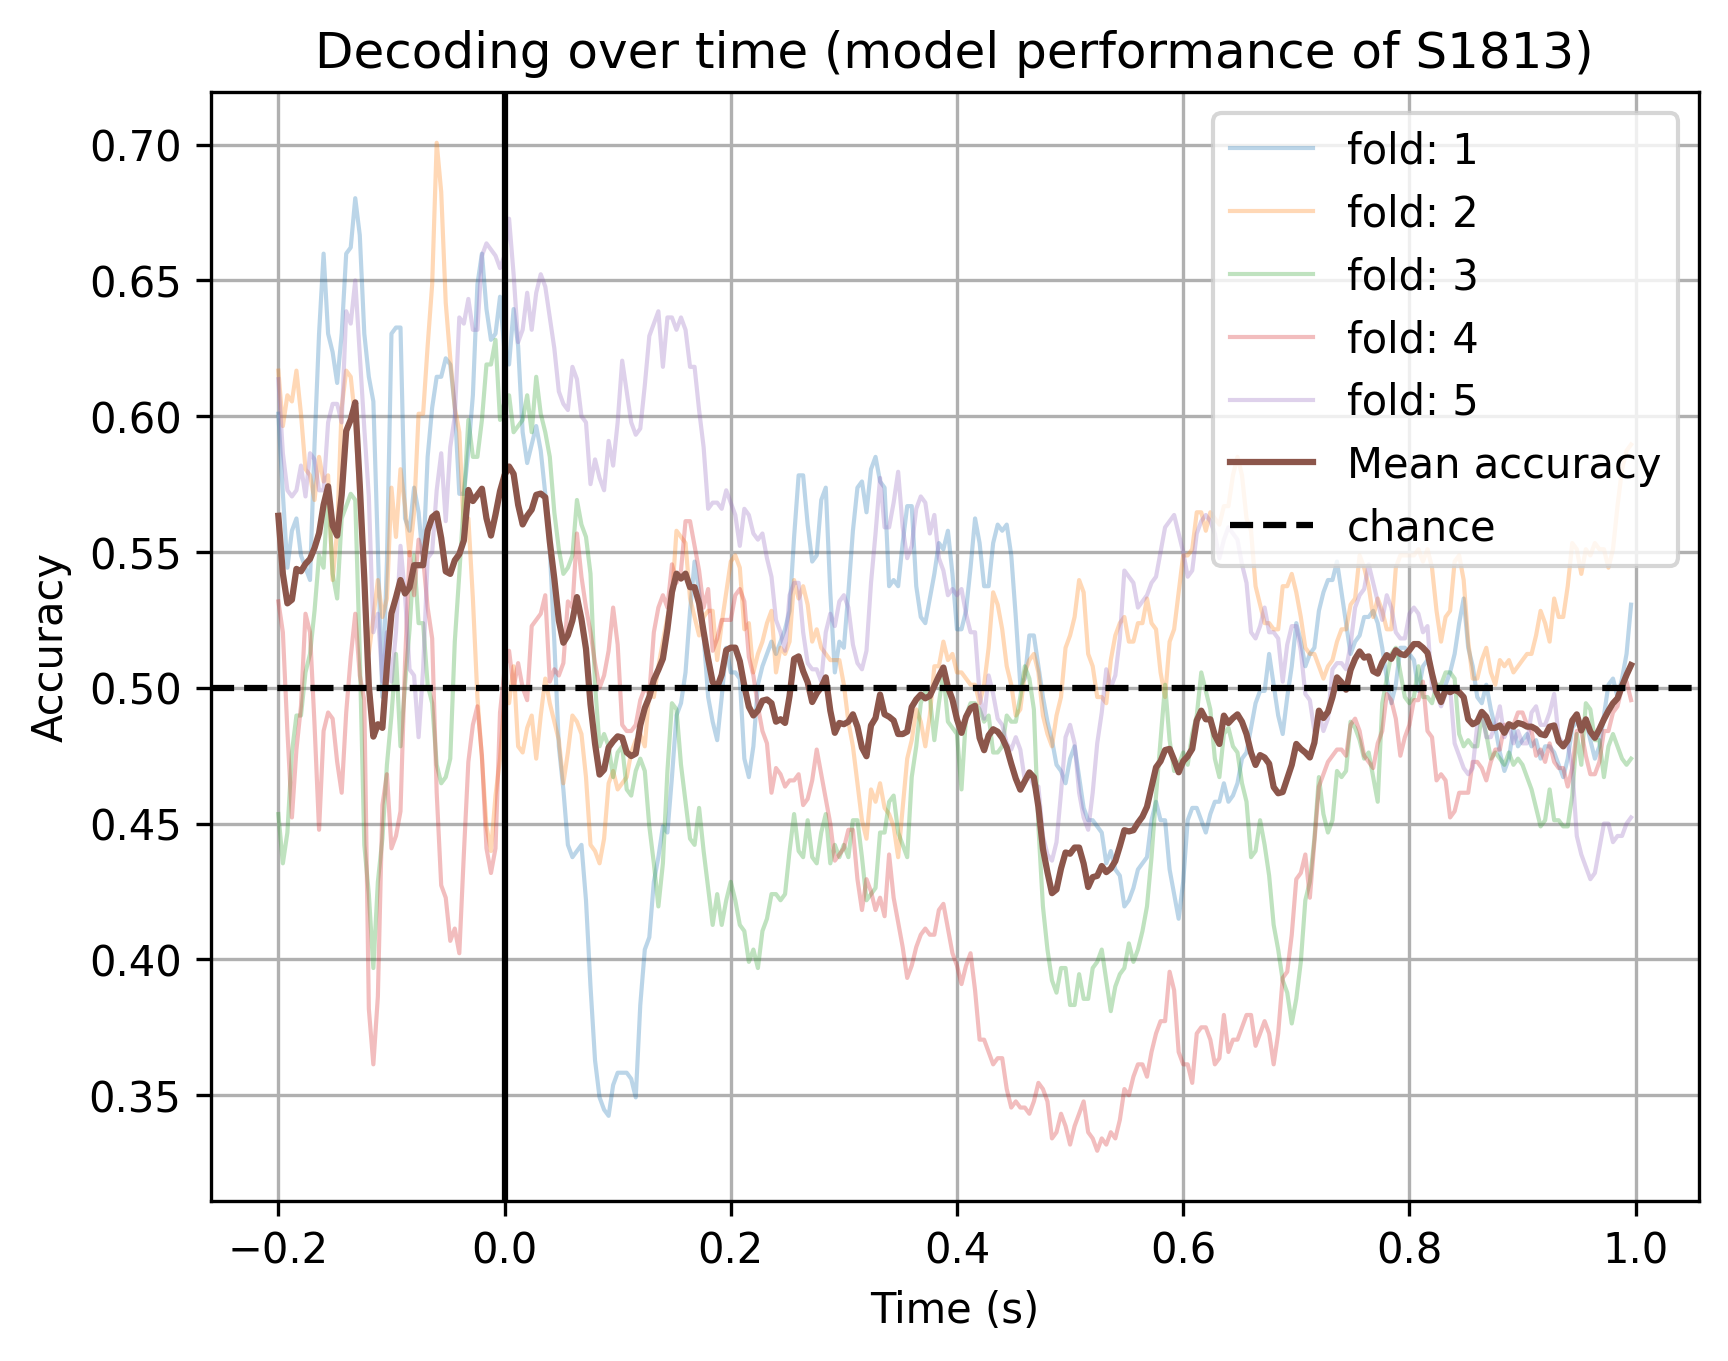 Decoding over time (model performance of S1813)
0.70
0.65
0.60
0.55
0.50
0.45
0.40
0.35
Accuracy
fold: 1
fold: 2
fold: 3
fold: 4
fold: 5
Mean accuracy
chance
−0.2 0.0 0.2 0.4 0.6 0.8 1.0
Time (s)